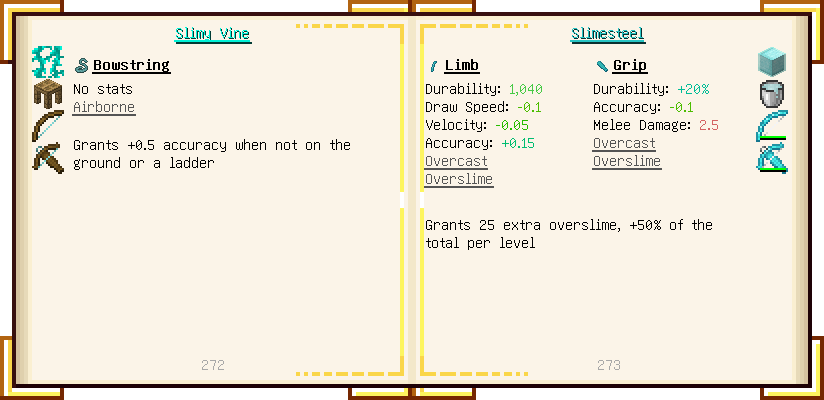 Slimy Vine
Bowstring
No stats
Airborne
Grants +0.5 accuracy when not on the
ground or a ladder
272
Slimesteel
Limb
Durability: 1,040
Draw Speed: -0.1
Velocity: -0.05
Accuracy: +0.15
Overcast
Overslime
Grip
Durability: +20%
Accuracy: -0.1
Melee Damage: 2.5
Overcast
Overslime
Grants 25 extra overslime, +50% of the
total per level
273